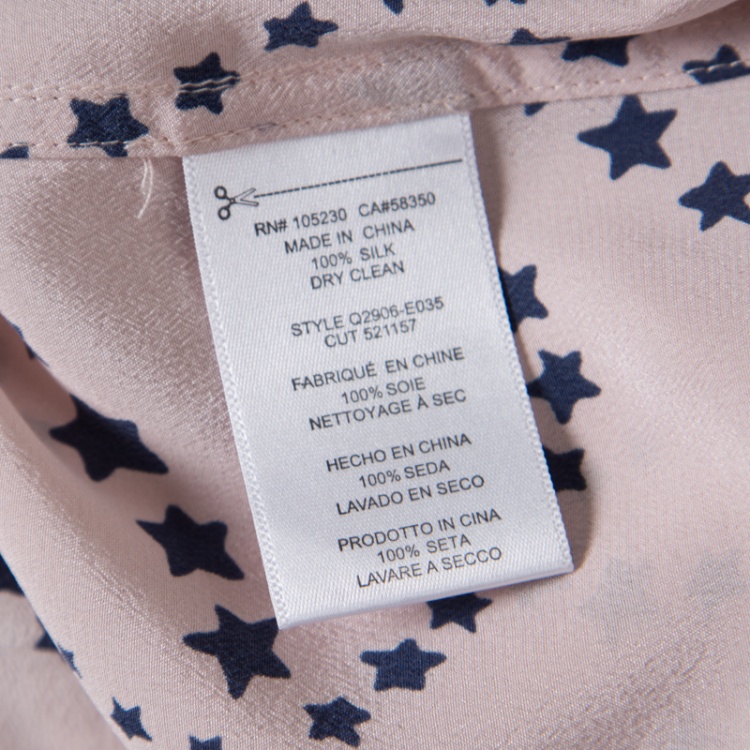 RN# 105230 CA#58350
MADE IN CHINA
100% SILK
DRY CLEAN
STYLE Q2906-E035
CUT 521157
FABRIQUÉ EN CHINE
100% SOIE
NETTOYAGE À SEC
HECHO EN CHINA
100% SEDA
LAVADO EN SECO
PRODOTTO IN CINA
100% SETA
LAVARE A SECCO